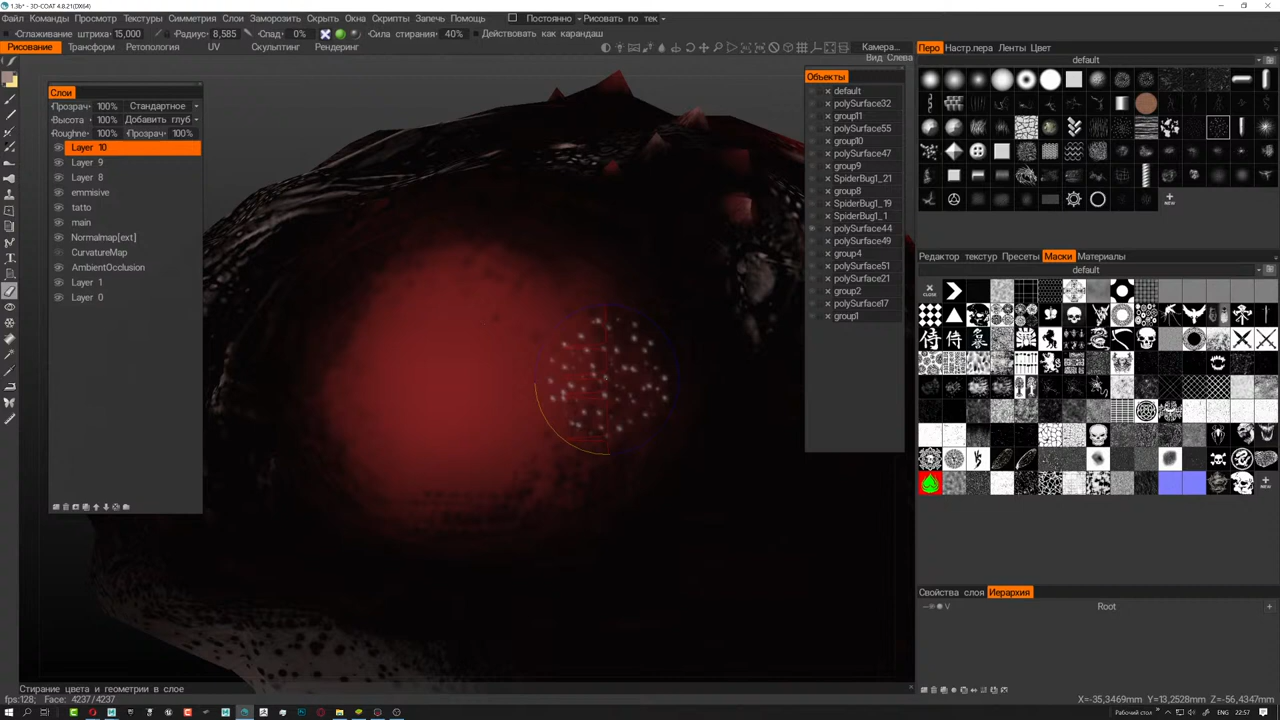 1.3b* - 3D-COAT 4.8.21(DX64)
Файл Команды Просмотр Текстуры Симметрия Слои Заморозить Скрыть Окна Скрипты Запечь Помощь Постоянно Рисовать по тек
Сглаживание штриха 15,000 Радиус 8,585 Спад 0% Сила стирания 40% Действовать как карандаш
Рисование Трансформ Ретопология UV Скульптинг Рендеринг
Камера...
Вид Слева
Перо Настр.пера Ленты Цвет
default
Слои
Прозрач 100% Стандартное
Высота 100% Добавить глуб
Roughne 100% Прозрач 100%
Layer 10
Layer 9
Layer 8
emmisive
tatto
main
Normalmap[ext]
CurvatureMap
AmbientOcclusion
Layer 1
Layer 0
Объекты
default
polySurface32
group11
polySurface55
group10
polySurface47
group9
SpiderBug1_21
group8
SpiderBug1_19
SpiderBug1_1
polySurface44
polySurface49
group4
polySurface51
polySurface21
group2
polySurface17
group1
NEW
Редактор текстур Пресеты Маски Материалы
default
CLOSE
NEW
Свойства слоя Иерархия
V Root
Стирание цвета и геометрии в слое
fps:128; Face: 4237/4237
X=-35,3469mm Y=13,2528mm Z=-56,4347mm
Рабочий стол ENG 22:57